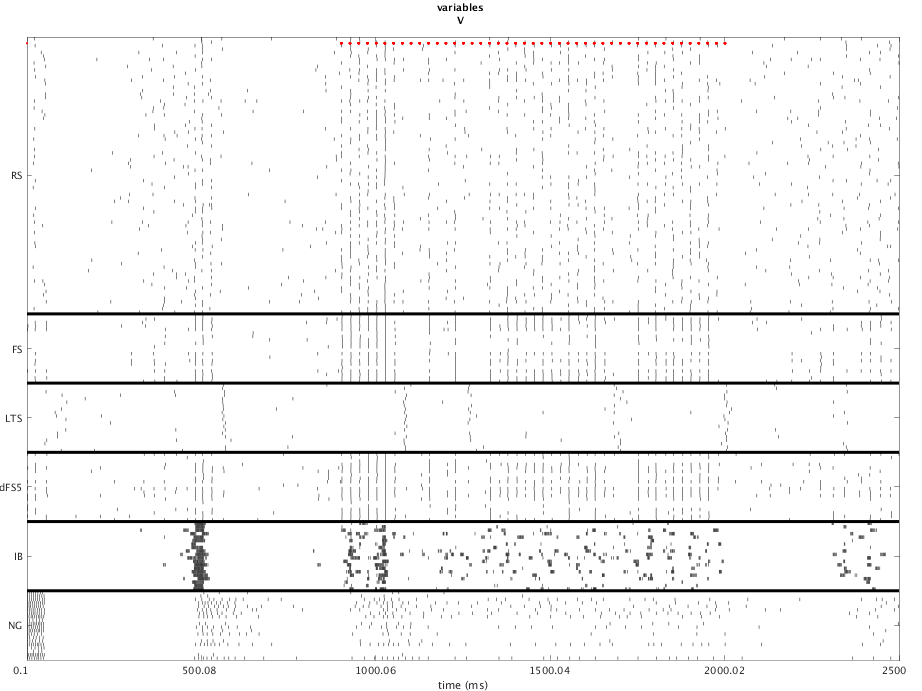 variables
V
RS
FS
LTS
dFS5
IB
NG
0.1
500.08
1000.06
1500.04
2000.02
2500
time (ms)